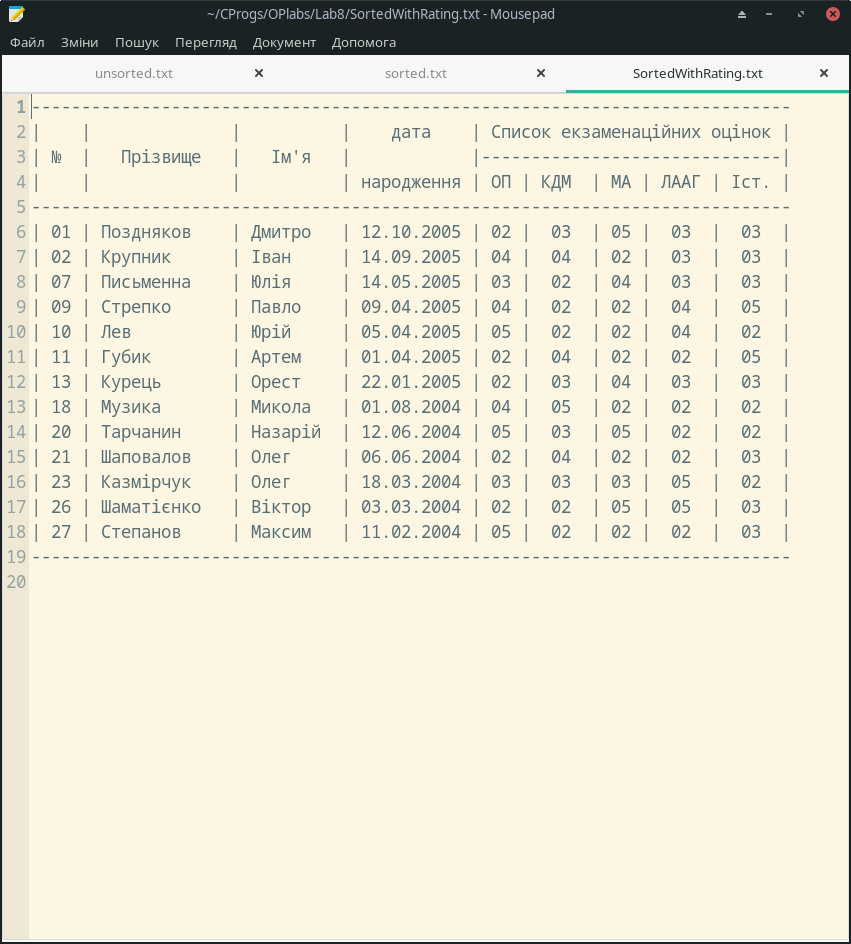 ~/CProgs/OPlabs/Lab8/SortedWithRating.txt - Mousepad
Файл Зміни Пошук Перегляд Документ Допомога
unsorted.txt sorted.txt SortedWithRating.txt
1 ----------------------------------------------------------------------------
2 |    |              |          |    дата    | Список екзаменаційних оцінок |
3 | №  |   Прізвище   |   Ім'я   |            |------------------------------|
4 |    |              |          | народження | ОП | КДМ  | МА | ЛААГ | Іст. |
5 ----------------------------------------------------------------------------
6 | 01 | Поздняков    | Дмитро   | 12.10.2005 | 02 |  03  | 05 |  03  |  03  |
7 | 02 | Крупник      | Іван     | 14.09.2005 | 04 |  04  | 02 |  03  |  03  |
8 | 07 | Письменна    | Юлія     | 14.05.2005 | 03 |  02  | 04 |  03  |  03  |
9 | 09 | Стрепко      | Павло    | 09.04.2005 | 04 |  02  | 02 |  04  |  05  |
10 | 10 | Лев          | Юрій     | 05.04.2005 | 05 |  02  | 02 |  04  |  02  |
11 | 11 | Губик        | Артем    | 01.04.2005 | 02 |  04  | 02 |  02  |  05  |
12 | 13 | Курець       | Орест    | 22.01.2005 | 02 |  03  | 04 |  03  |  03  |
13 | 18 | Музика       | Микола   | 01.08.2004 | 04 |  05  | 02 |  02  |  02  |
14 | 20 | Тарчанин     | Назарій  | 12.06.2004 | 05 |  03  | 05 |  02  |  02  |
15 | 21 | Шаповалов    | Олег     | 06.06.2004 | 02 |  04  | 02 |  02  |  03  |
16 | 23 | Казмірчук    | Олег     | 18.03.2004 | 03 |  03  | 03 |  05  |  02  |
17 | 26 | Шаматієнко   | Віктор   | 03.03.2004 | 02 |  02  | 05 |  05  |  03  |
18 | 27 | Степанов     | Максим   | 11.02.2004 | 05 |  02  | 02 |  02  |  03  |
19 ----------------------------------------------------------------------------
20